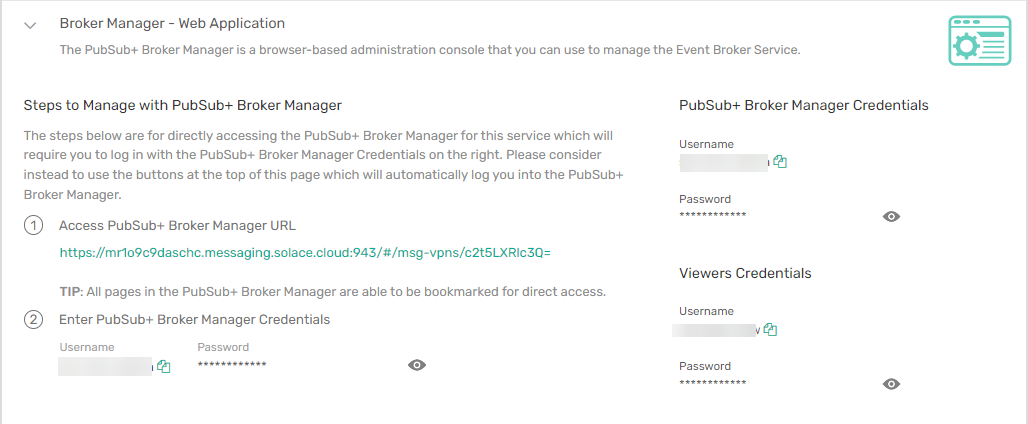 Broker Manager - Web Application
The PubSub+ Broker Manager is a browser-based administration console that you can use to manage the Event Broker Service.
Steps to Manage with PubSub+ Broker Manager
The steps below are for directly accessing the PubSub+ Broker Manager for this service which will
require you to log in with the PubSub+ Broker Manager Credentials on the right. Please consider
instead to use the buttons at the top of this page which will automatically log you into the PubSub+
Broker Manager.
1 Access PubSub+ Broker Manager URL
https://mr1o9c9daschc.messaging.solace.cloud:943/#/msg-vpns/c2t5LXRlc3Q=
TIP: All pages in the PubSub+ Broker Manager are able to be bookmarked for direct access.
2 Enter PubSub+ Broker Manager Credentials
Username Password
************
PubSub+ Broker Manager Credentials
Username
Password
************
Viewers Credentials
Username
Password
************